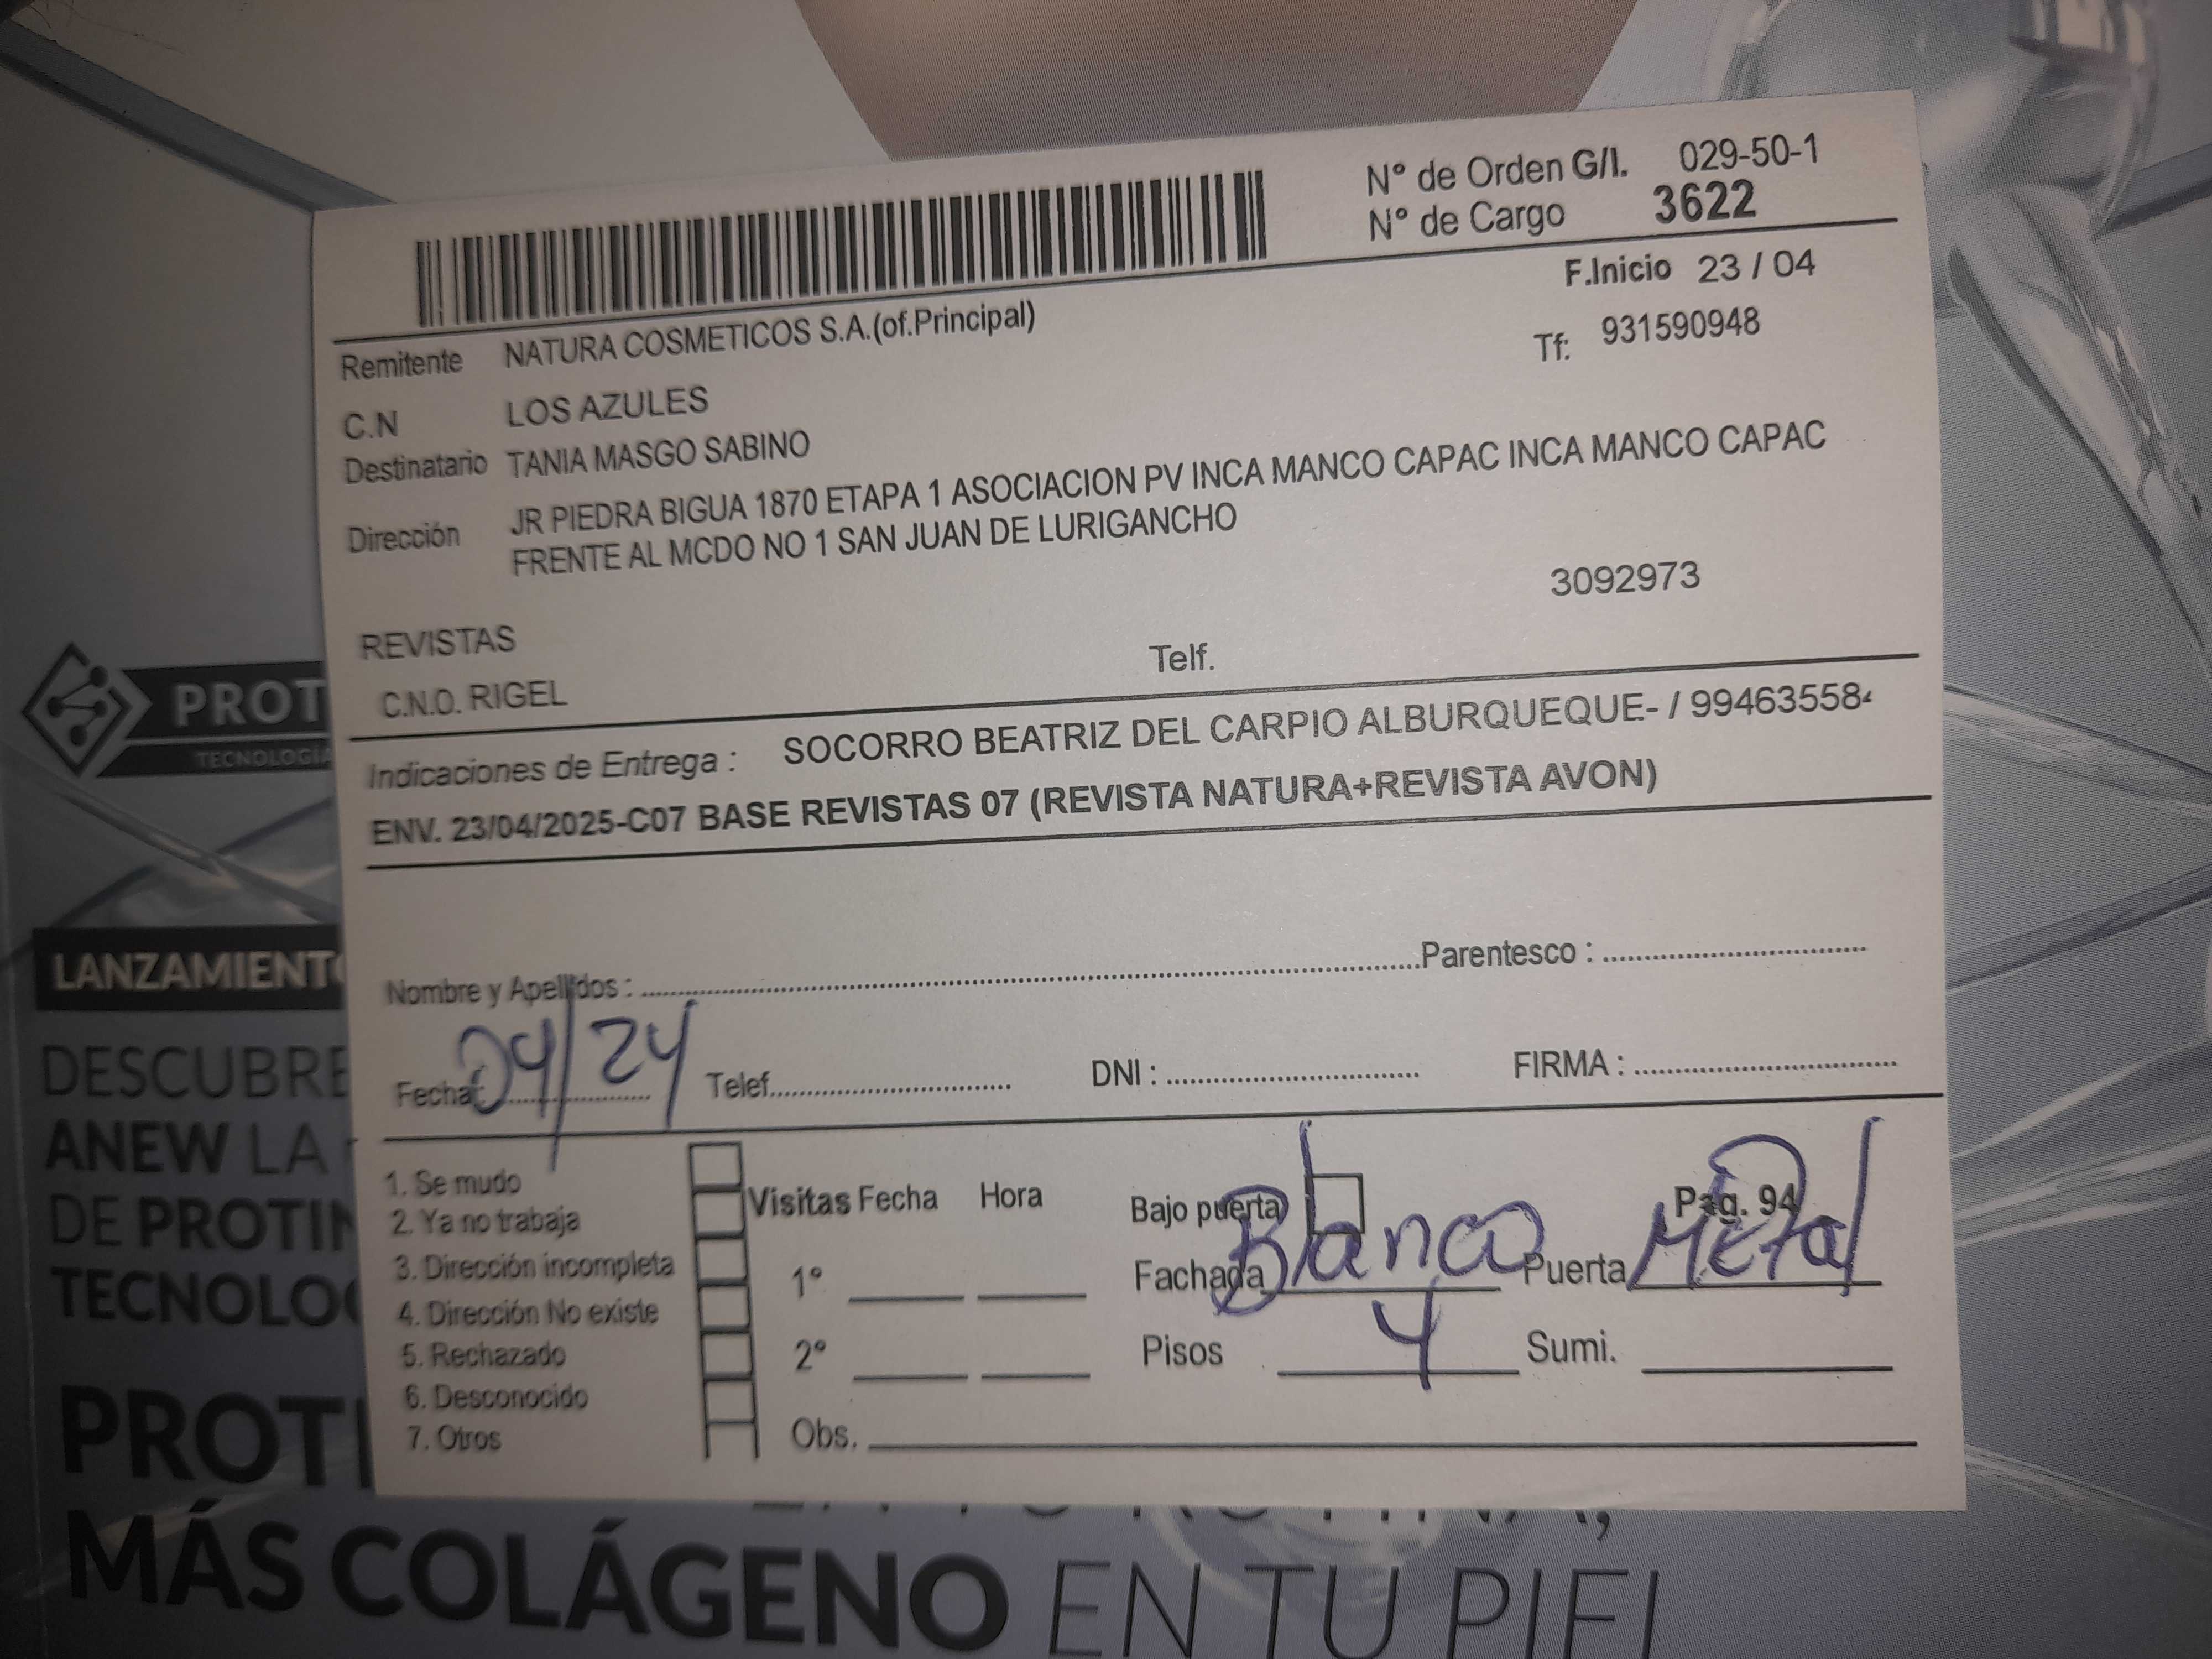 N° de Orden G/I. 029-50-1
N° de Cargo 3622
F.Inicio 23 / 04
Remitente NATURA COSMETICOS S.A.(of.Principal)
Tf: 931590948
C.N LOS AZULES
Destinatario TANIA MASGO SABINO
Dirección JR PIEDRA BIGUA 1870 ETAPA 1 ASOCIACION PV INCA MANCO CAPAC INCA MANCO CAPAC
FRENTE AL MCDO NO 1 SAN JUAN DE LURIGANCHO
3092973
REVISTAS
Telf.
C.N.O. RIGEL
Indicaciones de Entrega : SOCORRO BEATRIZ DEL CARPIO ALBURQUEQUE- / 99463558
ENV. 23/04/2025-C07 BASE REVISTAS 07 (REVISTA NATURA+REVISTA AVON)
Nombre y Apellidos : Parentesco :
Fecha: 04/24 Telef. DNI : FIRMA :
1. Se mudo
2. Ya no trabaja
3. Dirección incompleta
4. Dirección No existe
5. Rechazado
6. Desconocido
7. Otros
Visitas Fecha Hora
1°
2°
Obs.
Bajo puerta Pag. 94
Fachada Blanco Puerta Metal
Pisos 4 Sumi.
PROT
TECNOLOGIA
LANZAMIENTO
DESCUBRE
ANEW LA
DE PROTIN
TECNOLO
PROTI
MÁS COLÁGENO EN TU PIEL